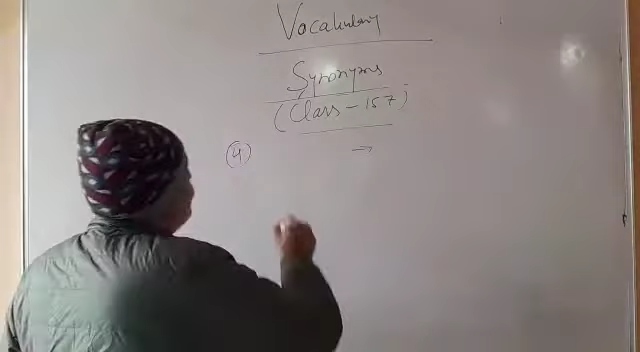 Vocabulary
Synonyms
(Class - 157)
(4) →